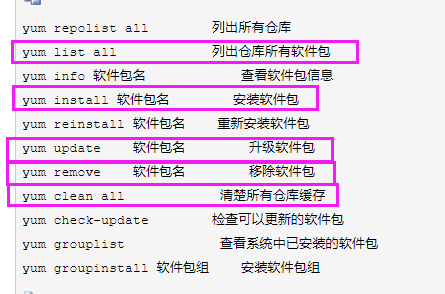 yum repolist all 列出所有仓库
yum list all 列出仓库所有软件包
yum info 软件包名 查看软件包信息
yum install 软件包名 安装软件包
yum reinstall 软件包名 重新安装软件包
yum update 软件包名 升级软件包
yum remove 软件包名 移除软件包
yum clean all 清楚所有仓库缓存
yum check-update 检查可以更新的软件包
yum grouplist 查看系统中已安装的软件包
yum groupinstall 软件包组 安装软件包组